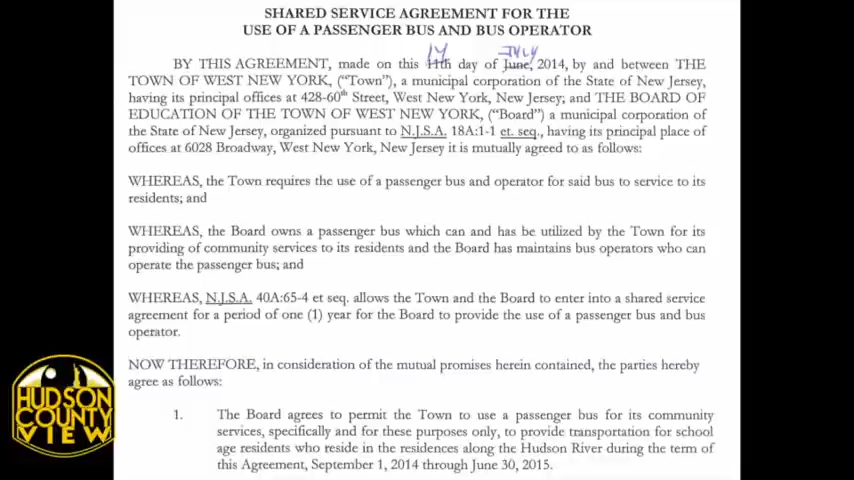 SHARED SERVICE AGREEMENT FOR THE
USE OF A PASSENGER BUS AND BUS OPERATOR
14 JULY
BY THIS AGREEMENT, made on this 11th day of June, 2014, by and between THE
TOWN OF WEST NEW YORK, ("Town"), a municipal corporation of the State of New Jersey,
having its principal offices at 428-60th Street, West New York, New Jersey; and THE BOARD OF
EDUCATION OF THE TOWN OF WEST NEW YORK, ("Board") a municipal corporation of
the State of New Jersey, organized pursuant to N.J.S.A. 18A:1-1 et. seq., having its principal place of
offices at 6028 Broadway, West New York, New Jersey it is mutually agreed to as follows:
WHEREAS, the Town requires the use of a passenger bus and operator for said bus to service to its
residents; and
WHEREAS, the Board owns a passenger bus which can and has be utilized by the Town for its
providing of community services to its residents and the Board has maintains bus operators who can
operate the passenger bus; and
WHEREAS, N.J.S.A. 40A:65-4 et seq. allows the Town and the Board to enter into a shared service
agreement for a period of one (1) year for the Board to provide the use of a passenger bus and bus
operator.
NOW THEREFORE, in consideration of the mutual promises herein contained, the parties hereby
agree as follows:
1. The Board agrees to permit the Town to use a passenger bus for its community
services, specifically and for these purposes only, to provide transportation for school
age residents who reside in the residences along the Hudson River during the term of
this Agreement, September 1, 2014 through June 30, 2015.
HUDSON
COUNTY
VIEW